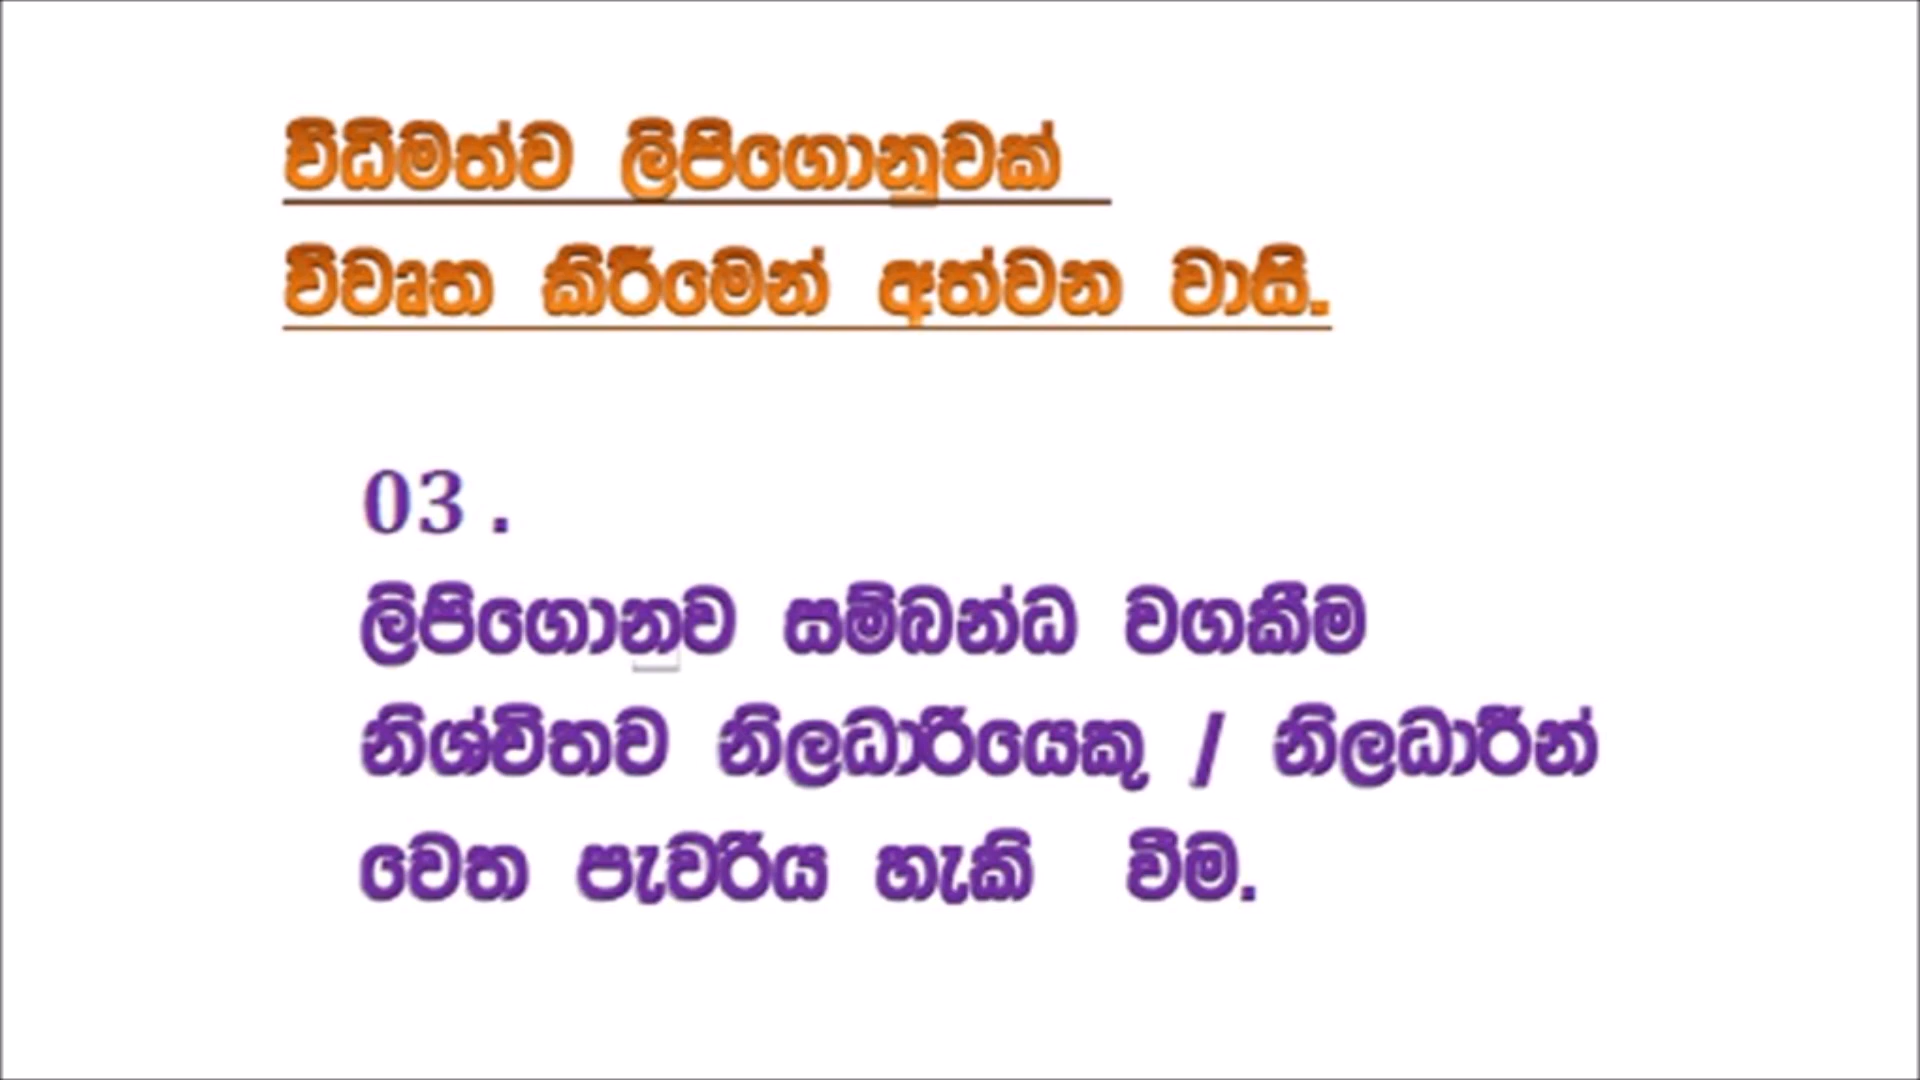 විධිමත්ව ලිපිගොනුවක්
විවෘත කිරීමෙන් අත්වන වාසි.
03 .
ලිපිගොනුව සම්බන්ධ වගකීම
නිශ්චිතව නිලධාරියෙකු / නිලධාරීන්
වෙත පැවරිය හැකි වීම.